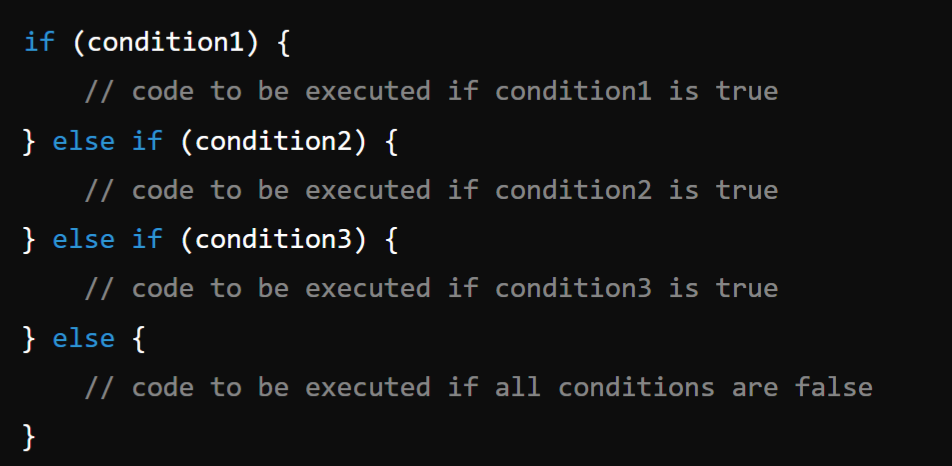 if (condition1) {
    // code to be executed if condition1 is true
} else if (condition2) {
    // code to be executed if condition2 is true
} else if (condition3) {
    // code to be executed if condition3 is true
} else {
    // code to be executed if all conditions are false
}